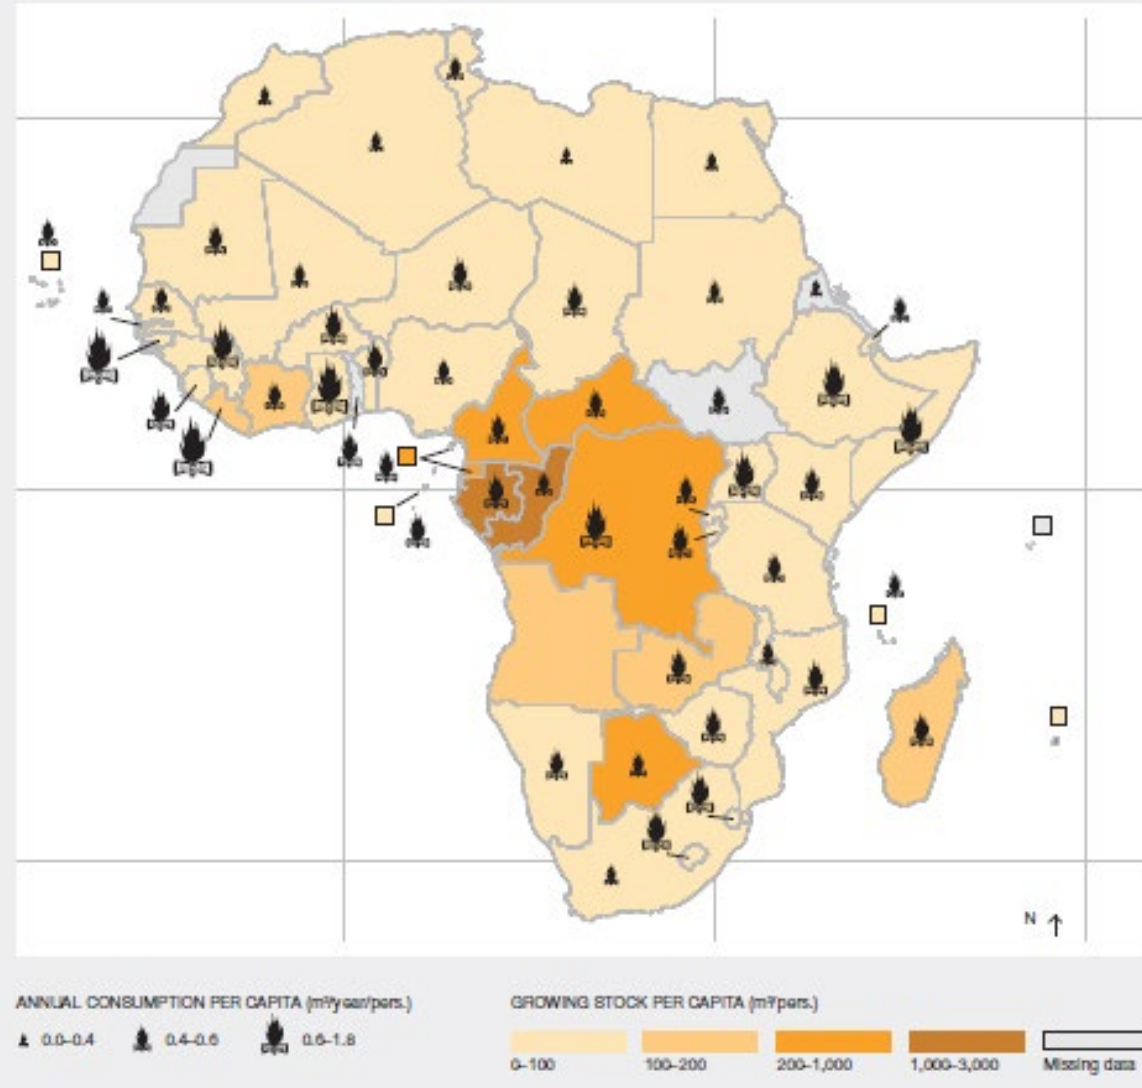 N
ANNUAL CONSUMPTION PER CAPITA (m³/year/pers.)
0.0–0.4
0.4–0.6
0.6–1.8
GROWING STOCK PER CAPITA (m³/pers.)
0–100
100–200
200–1,000
1,000–3,000
Missing data